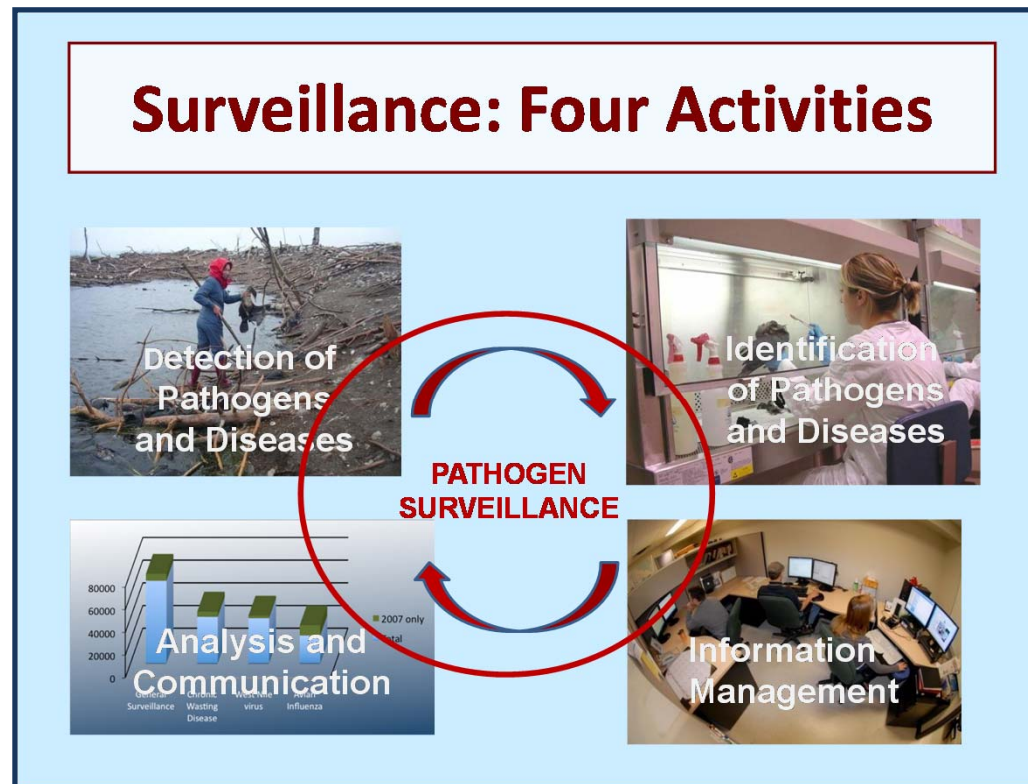 Surveillance: Four Activities
Detection of
Pathogens
and Diseases
Identification
of Pathogens
and Diseases
PATHOGEN
SURVEILLANCE
80000
60000
40000
20000
0
2007 only
Total
General
Surveillance
Chronic
Wasting
Disease
West Nile
virus
Avian
Influenza
Analysis and
Communication
Information
Management